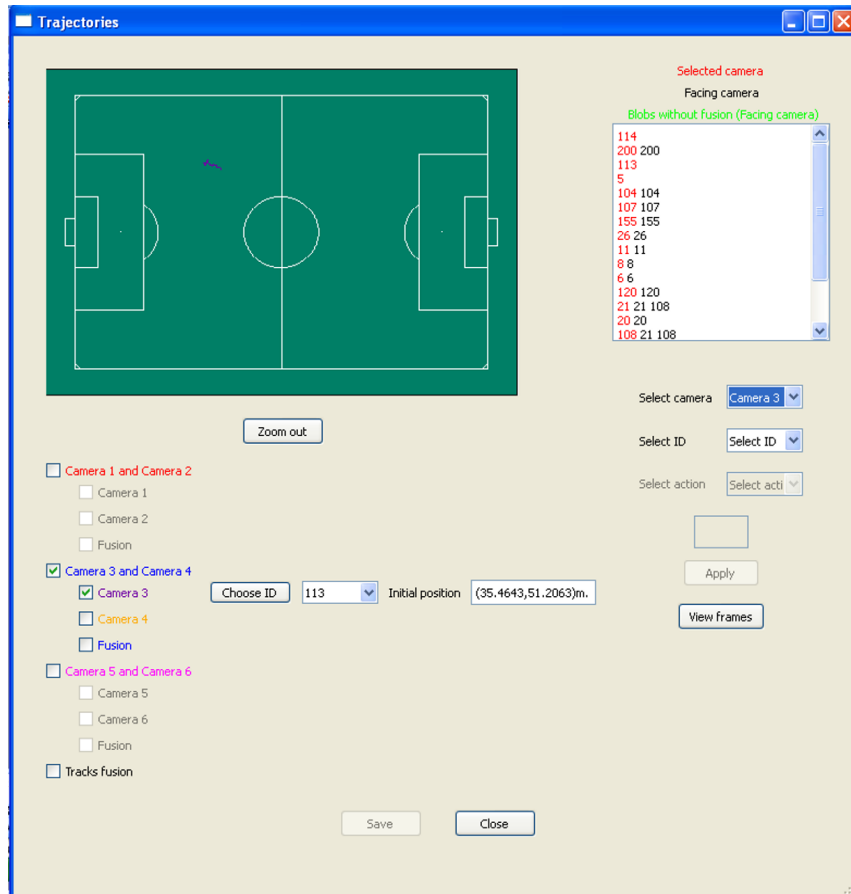 Trajectories
Selected camera
Facing camera
Blobs without fusion (Facing camera)
114
200 200
113
5
104 104
107 107
155 155
26 26
11 11
8 8
6 6
120 120
21 21 108
20 20
108 21 108
Select camera Camera 3
Zoom out
Select ID Select ID
Camera 1 and Camera 2
Select action Select acti
Camera 1
Camera 2
Fusion
Camera 3 and Camera 4
Apply
Camera 3 Choose ID 113 Initial position (35.4643,51.2063)m.
Camera 4 View frames
Fusion
Camera 5 and Camera 6
Camera 5
Camera 6
Fusion
Tracks fusion
Save Close